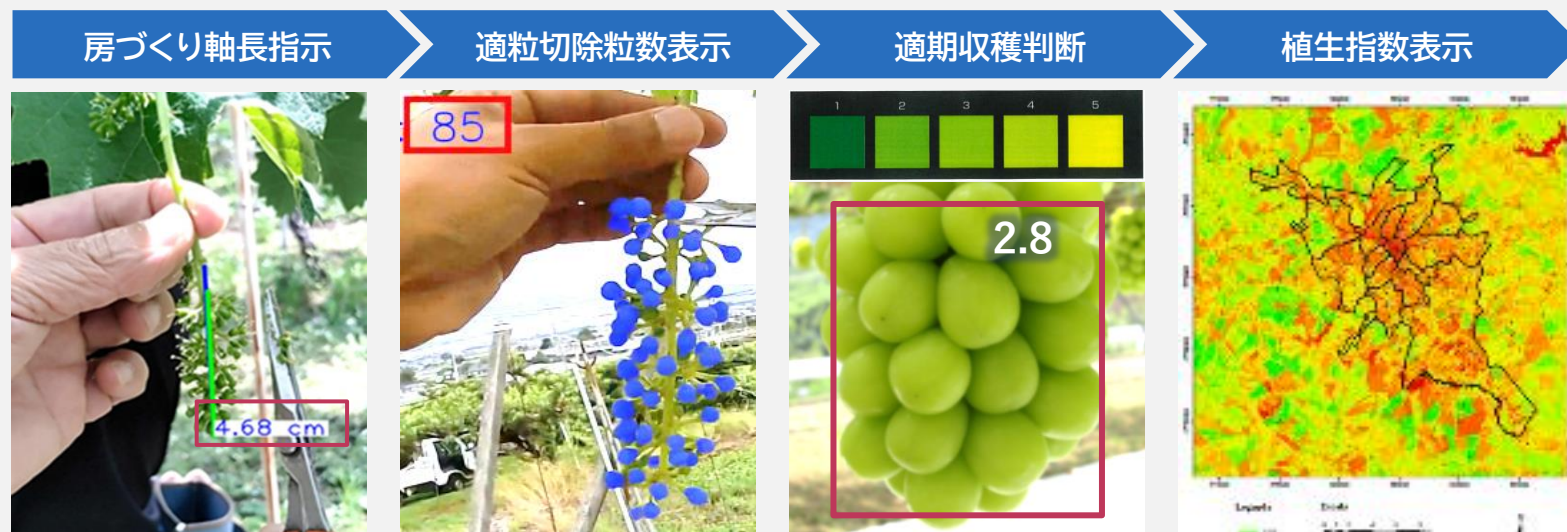 房づくり軸長指示
適粒切除粒数表示
適期収穫判断
植生指数表示
4.68 cm
85
1 2 3 4 5
2.8